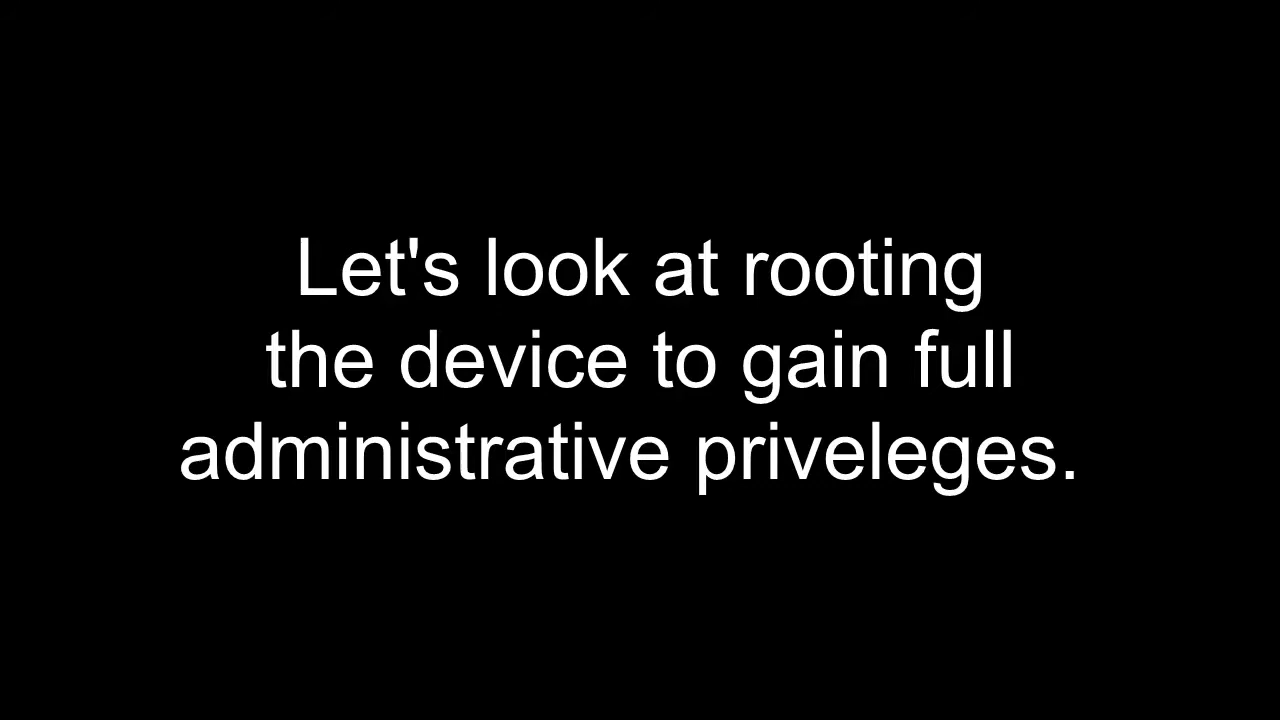 Let's look at rooting
the device to gain full
administrative priveleges.